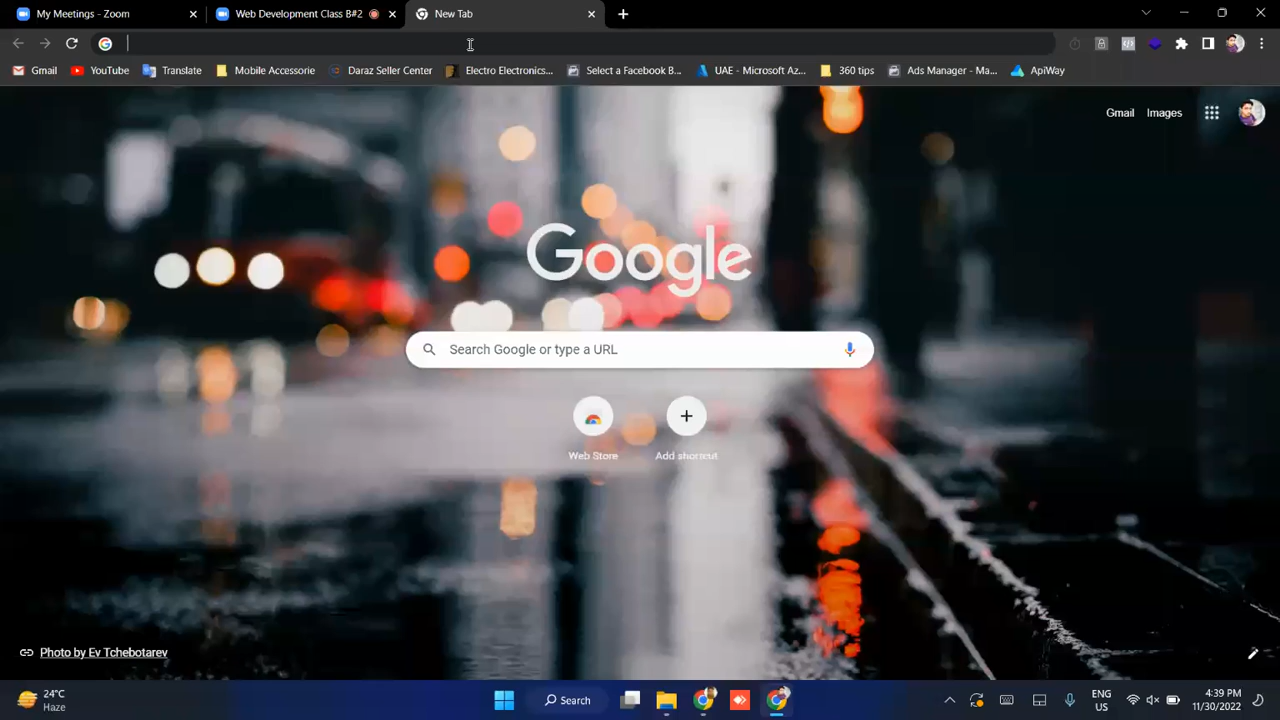 My Meetings - Zoom
Web Development Class B#2
New Tab
Gmail
YouTube
Translate
Mobile Accessorio
Daraz Seller Center
Electro Electronics...
Select a Facebook B...
UAE - Microsoft Az...
360 tips
Ads Manager - Ma...
ApiWay
Gmail
Images
Google
Search Google or type a URL
Web Store
Add shortcut
Photo by Ev Tchebotarev
24°C
Haze
Search
ENG
US
4:39 PM
11/30/2022